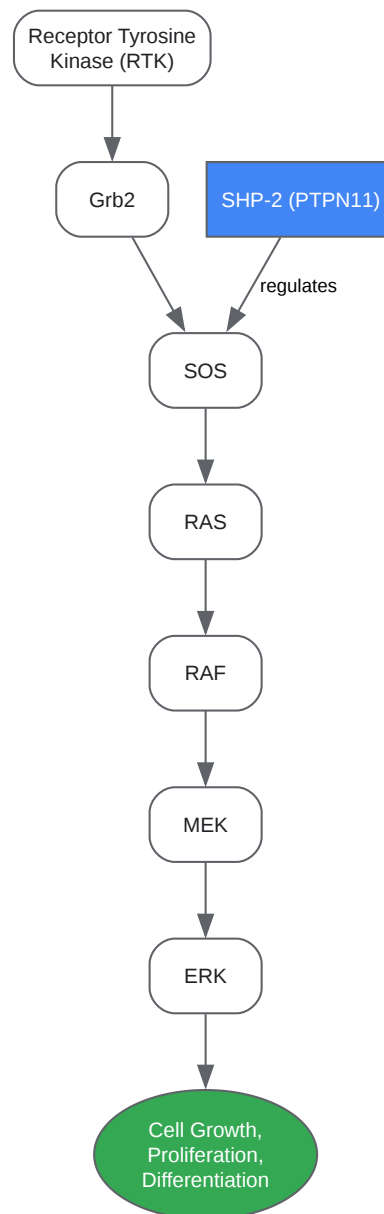 Receptor Tyrosine
Kinase (RTK)
Grb2
SHP-2 (PTPN11)
regulates
SOS
RAS
RAF
MEK
ERK
Cell Growth,
Proliferation,
Differentiation